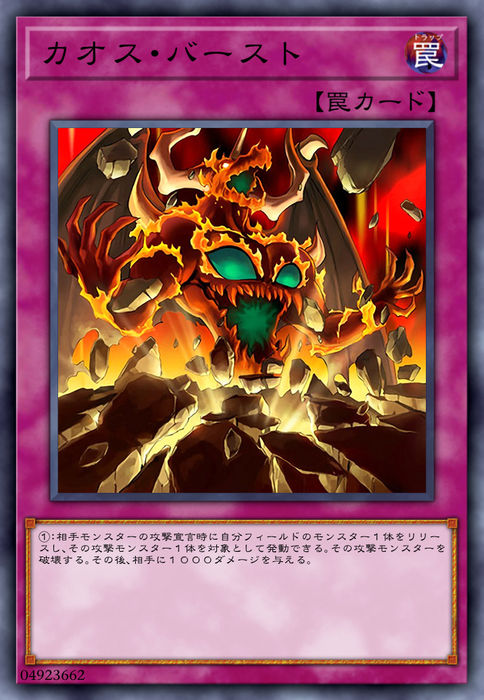 カオス・バースト
トラップ
罠
【罠カード】
①:相手モンスターの攻撃宣言時に自分フィールドのモンスター１体をリリー
スし、その攻撃モンスター１体を対象として発動できる。その攻撃モンスターを
破壊する。その後、相手に１０００ダメージを与える。
04923662